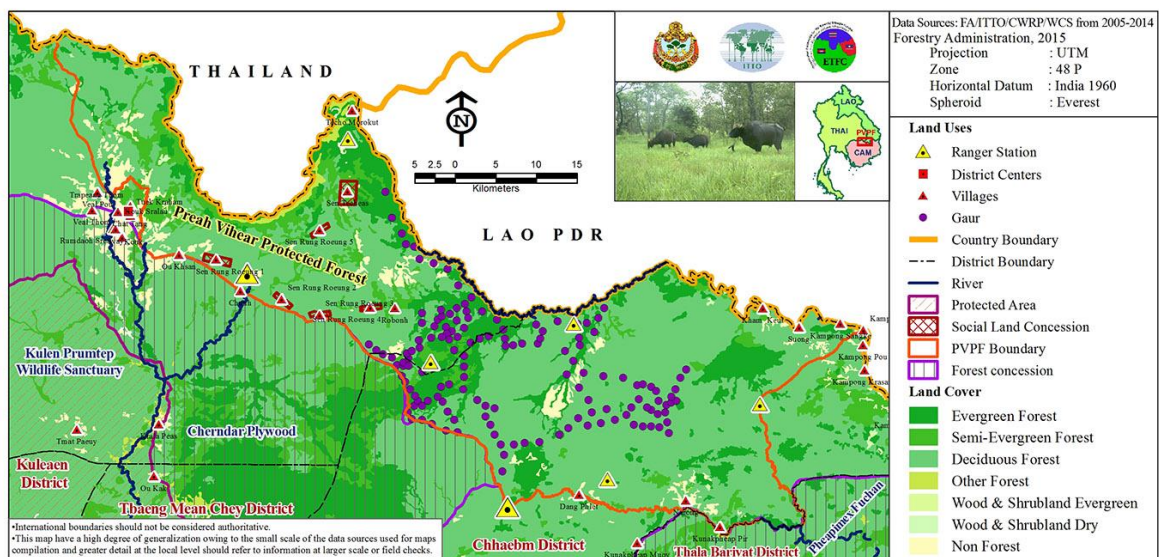 THAILAND
LAO PDR
N
5 2.5 0 5 10 15
Kilometers
ITTO
ETFC
LAO
THAI
PVPF
CAM
Data Sources: FA/ITTO/CWRP/WCS from 2005-2014
Forestry Administration, 2015
Projection : UTM
Zone : 48 P
Horizontal Datum : India 1960
Spheroid : Everest
Land Uses
Ranger Station
District Centers
Villages
Gaur
Country Boundary
District Boundary
River
Protected Area
Social Land Concession
PVPF Boundary
Forest concession
Land Cover
Evergreen Forest
Semi-Evergreen Forest
Deciduous Forest
Other Forest
Wood & Shrubland Evergreen
Wood & Shrubland Dry
Non Forest
Preah Vihear Protected Forest
Ou Khsan
Sen Rung Roeung 1
Sen Rung Roeung 2
Sen Rung Roeung 5
Sen Rung Roeung 4
Robonh
Suong
Kampong Pou
Kampong Krasa
Kulen Prumtep
Wildlife Sanctuary
Tmat Paeuy
Cherndar Plywood
Kuleaen
District
Tbaeng Mean Chey District
Dang Phlet
Chhaebm District
Kunakpheap Pir
Thala Barivat District
Pheapimex Fuchan
•International boundaries should not be considered authoritative.
•This map have a high degree of generalization owing to the small scale of the data sources used for maps
compilation and greater detail at the local level should refer to information at larger scale or field checks.